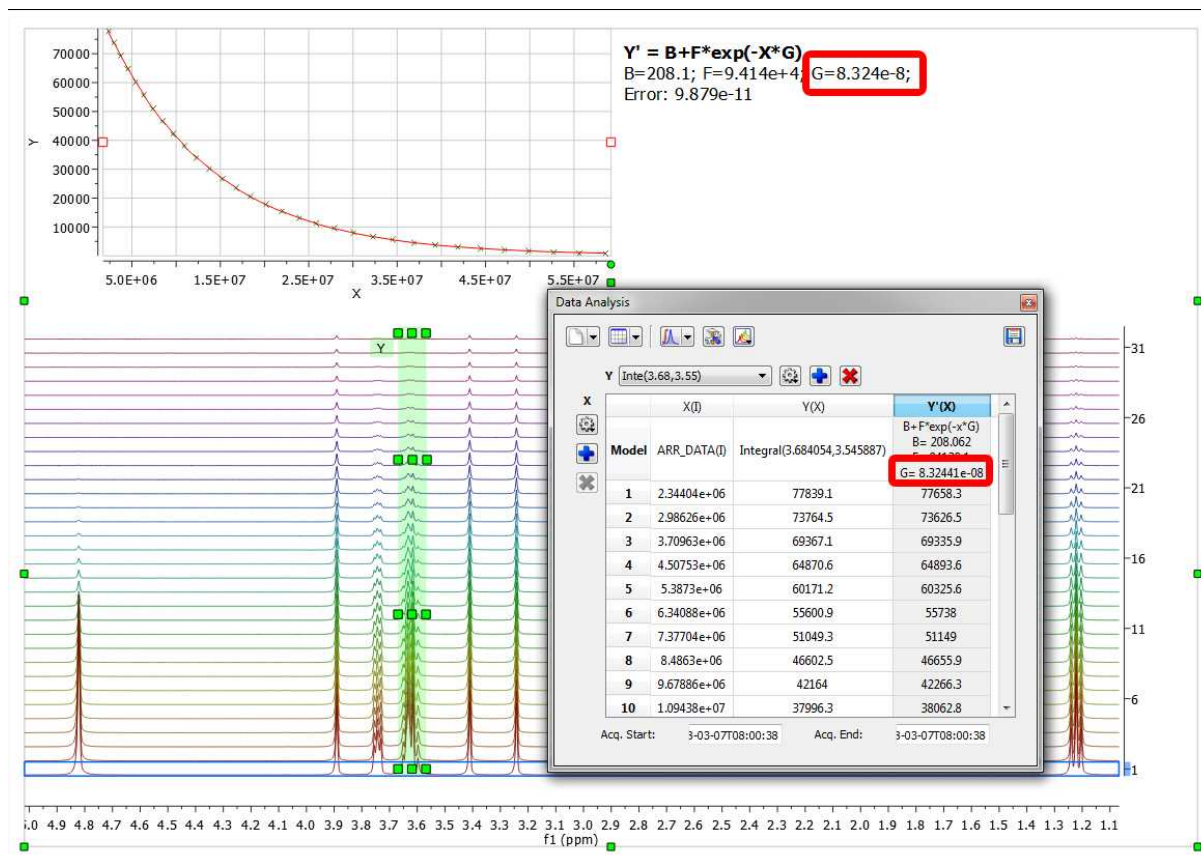 Y' = B+F*exp(-X*G)
B=208.1; F=9.414e+4; G=8.324e-8;
Error: 9.879e-11
70000
60000
50000
40000
30000
20000
10000
Y
5.0E+06 1.5E+07 2.5E+07 3.5E+07 4.5E+07 5.5E+07
X
Y
31
26
21
16
11
6
1
Data Analysis
Y Inte(3.68,3.55)
X
X(I) Y(X) Y'(X)
Model ARR_DATA(I) Integral(3.684054,3.545887) B+F*exp(-x*G)
B= 208.062
G= 8.32441e-08
1 2.34404e+06 77839.1 77658.3
2 2.98626e+06 73764.5 73626.5
3 3.70963e+06 69367.1 69335.9
4 4.50753e+06 64870.6 64893.6
5 5.3873e+06 60171.2 60325.6
6 6.34088e+06 55600.9 55738
7 7.37704e+06 51049.3 51149
8 8.4863e+06 46602.5 46655.9
9 9.67886e+06 42164 42266.3
10 1.09438e+07 37996.3 38062.8
Acq. Start: 3-03-07T08:00:38 Acq. End: 3-03-07T08:00:38
5.0 4.9 4.8 4.7 4.6 4.5 4.4 4.3 4.2 4.1 4.0 3.9 3.8 3.7 3.6 3.5 3.4 3.3 3.2 3.1 3.0 2.9 2.8 2.7 2.6 2.5 2.4 2.3 2.2 2.1 2.0 1.9 1.8 1.7 1.6 1.5 1.4 1.3 1.2 1.1
f1 (ppm)